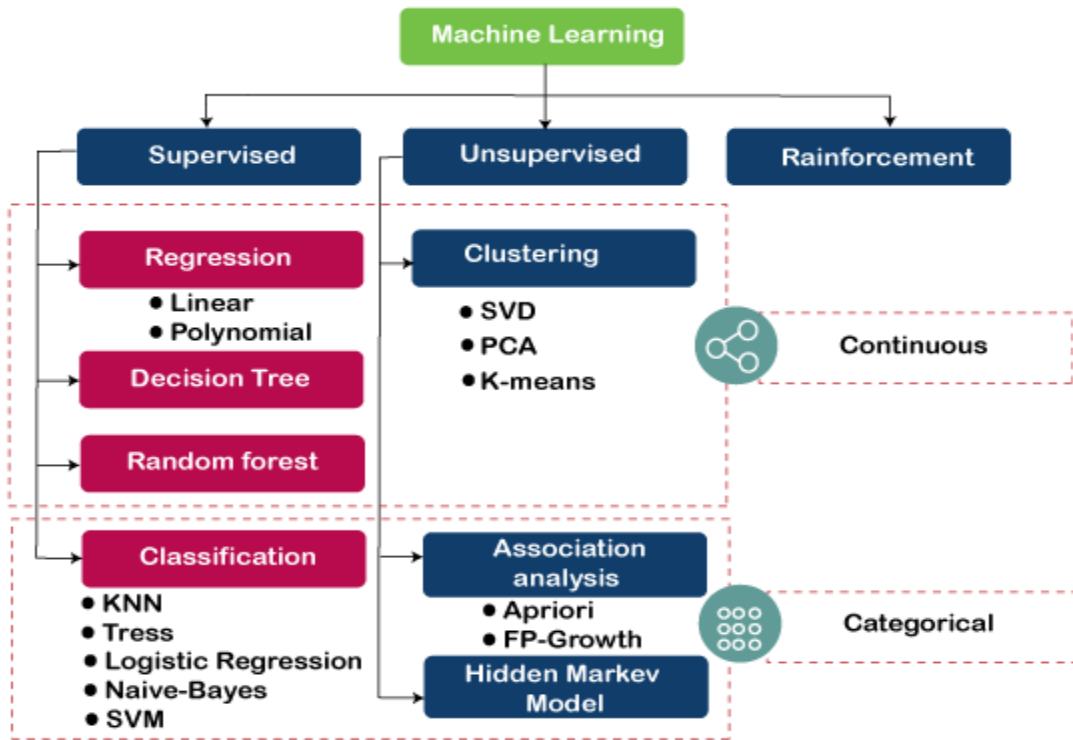 Machine Learning
Supervised
Unsupervised
Rainforcement
Regression
● Linear
● Polynomial
Decision Tree
Random forest
Clustering
● SVD
● PCA
● K-means
Continuous
Classification
● KNN
● Tress
● Logistic Regression
● Naive-Bayes
● SVM
Association
analysis
● Apriori
● FP-Growth
Hidden Markev
Model
Categorical